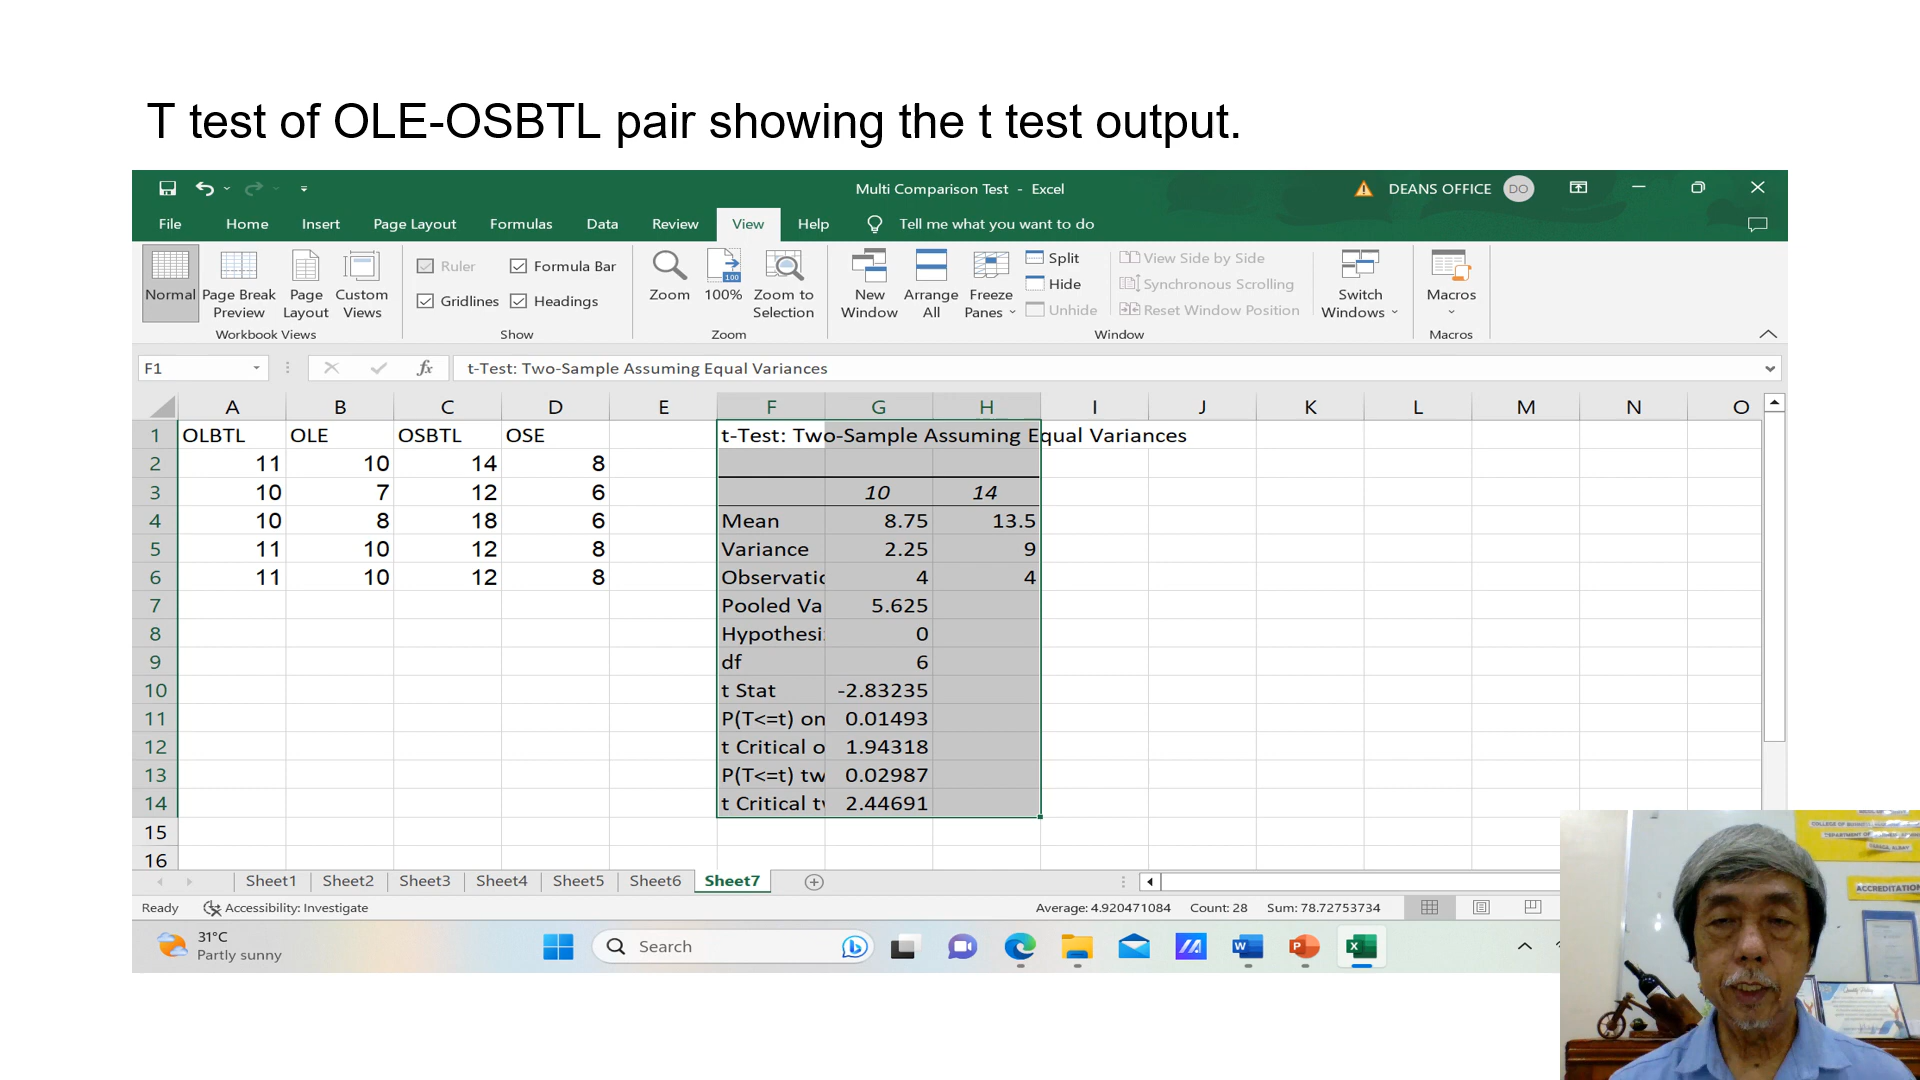 T test of OLE-OSBTL pair showing the t test output.
Multi Comparison Test - Excel
DEANS OFFICE DO
File Home Insert Page Layout Formulas Data Review View Help Tell me what you want to do
Normal Page Break Preview Page Layout Custom Views
Workbook Views
Ruler Formula Bar
Gridlines Headings
Show
Zoom 100% Zoom to Selection
Zoom
New Window Arrange All Freeze Panes
Split
Hide
Unhide
View Side by Side
Synchronous Scrolling
Reset Window Position
Window
Switch Windows
Macros
Macros
F1 fx t-Test: Two-Sample Assuming Equal Variances
A B C D E F G H I J K L M N O
1 OLBTL OLE OSBTL OSE t-Test: Two-Sample Assuming Equal Variances
2 11 10 14 8
3 10 7 12 6 10 14
4 10 8 18 6 Mean 8.75 13.5
5 11 10 12 8 Variance 2.25 9
6 11 10 12 8 Observatic 4 4
7 Pooled Va 5.625
8 Hypothesi 0
9 df 6
10 t Stat -2.83235
11 P(T<=t) on 0.01493
12 t Critical o 1.94318
13 P(T<=t) tw 0.02987
14 t Critical tv 2.44691
15
16
Sheet1 Sheet2 Sheet3 Sheet4 Sheet5 Sheet6 Sheet7
Ready Accessibility: Investigate Average: 4.920471084 Count: 28 Sum: 78.72753734
31°C
Partly sunny
Search
ACCREDITATION